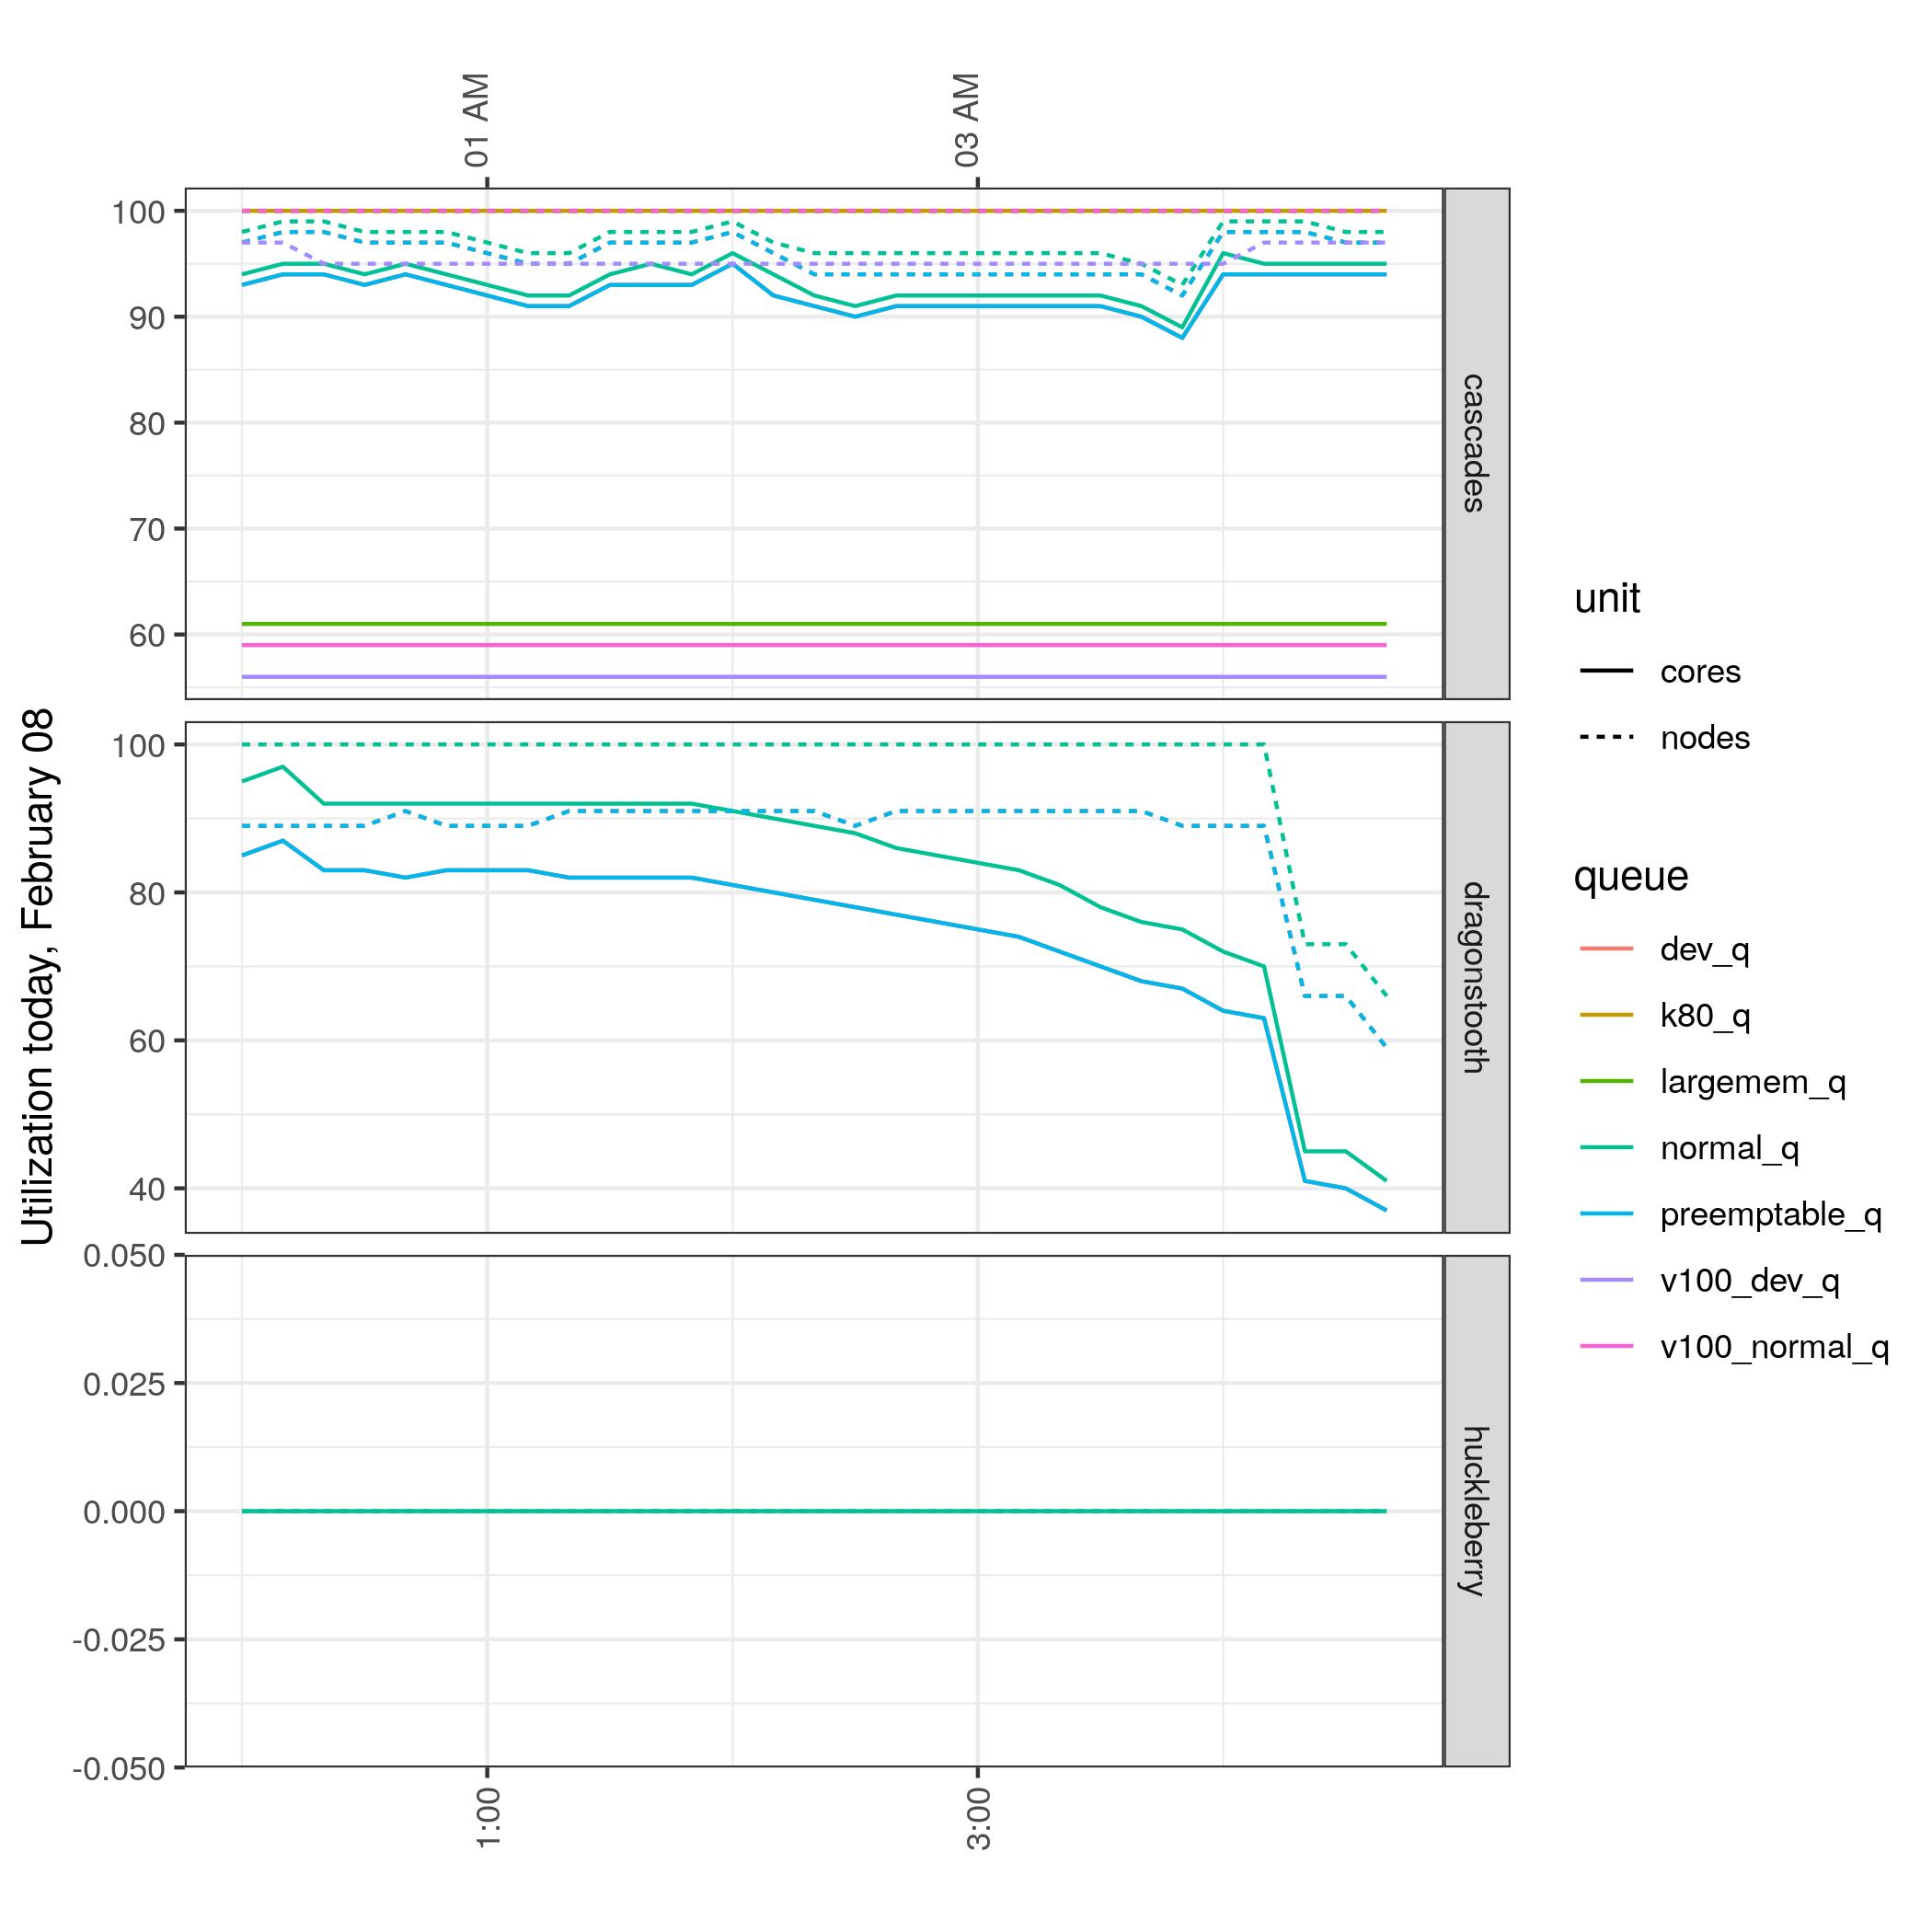 01 AM
03 AM
100
90
80
70
60
cascades
100
80
60
40
dragonstooth
0.050
0.025
0.000
-0.025
-0.050
huckleberry
1:00
3:00
Utilization today, February 08
unit
cores
nodes
queue
dev_q
k80_q
largemem_q
normal_q
preemptable_q
v100_dev_q
v100_normal_q